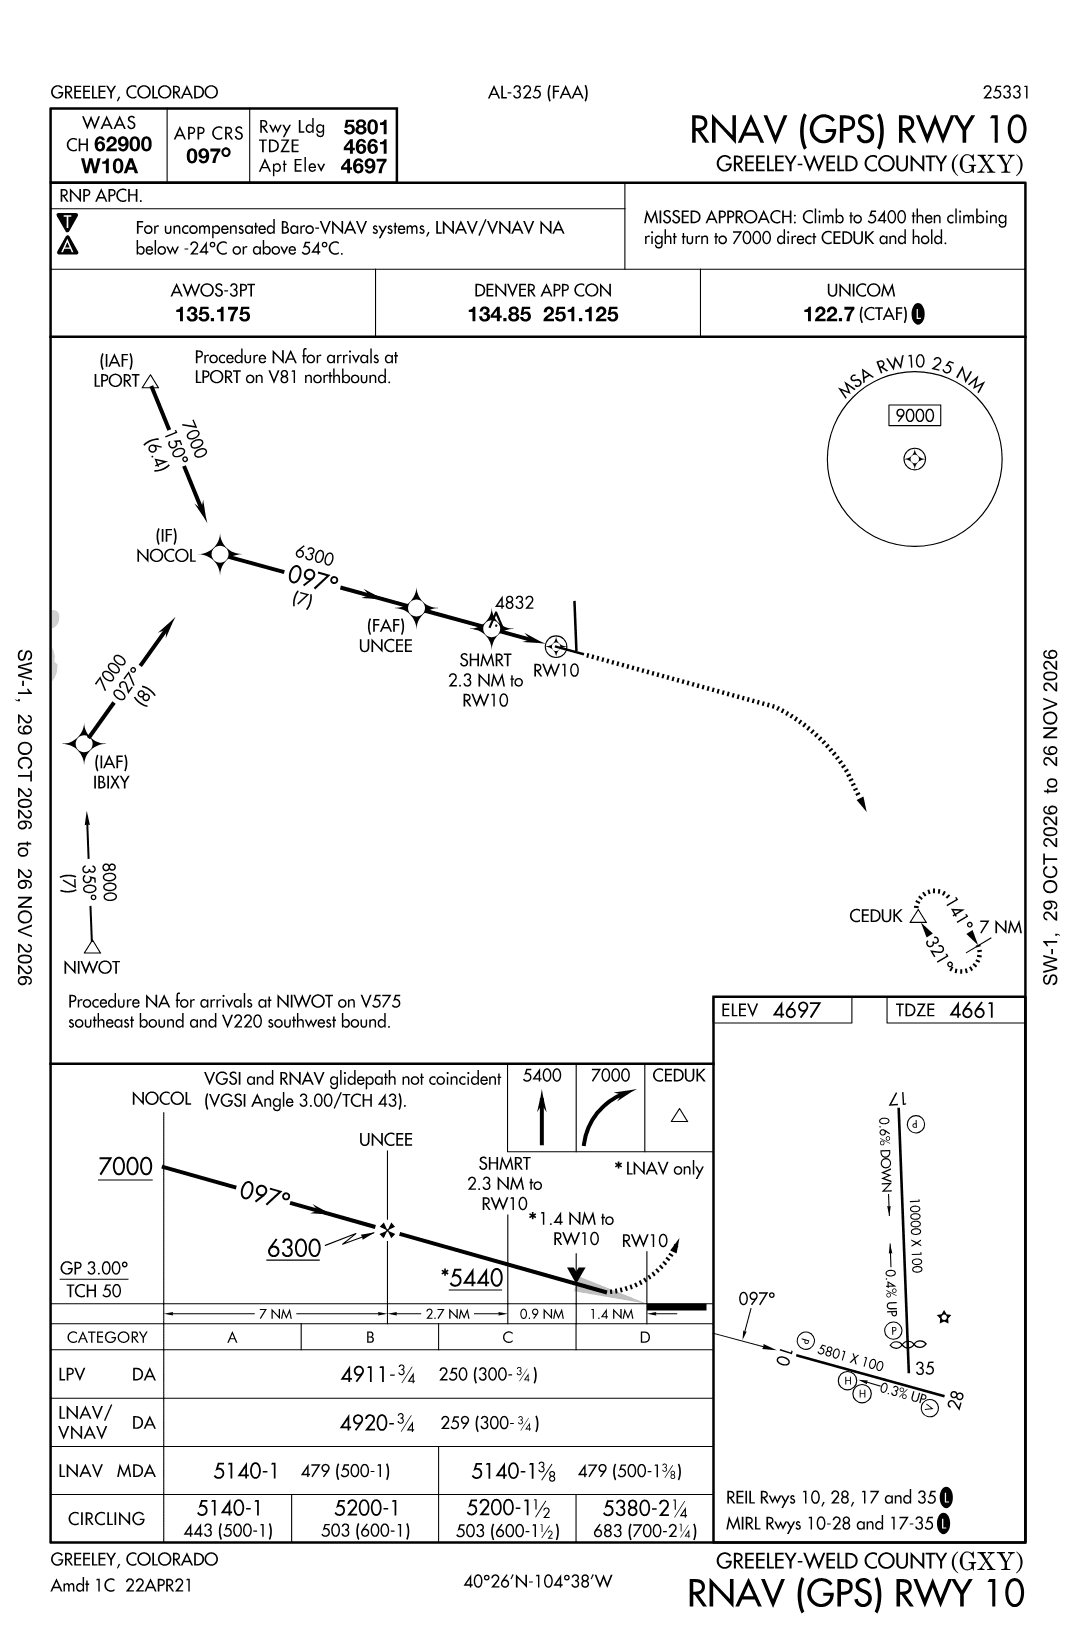 GREELEY, COLORADO
AL-325 (FAA)
25331
WAAS
CH 62900
W10A
APP CRS
097°
Rwy Ldg 5801
TDZE 4661
Apt Elev 4697
RNAV (GPS) RWY 10
GREELEY-WELD COUNTY (GXY)
RNP APCH.
T
A
For uncompensated Baro-VNAV systems, LNAV/VNAV NA
below -24°C or above 54°C.
MISSED APPROACH: Climb to 5400 then climbing
right turn to 7000 direct CEDUK and hold.
AWOS-3PT
135.175
DENVER APP CON
134.85 251.125
UNICOM
122.7 (CTAF) L
(IAF)
LPORT
Procedure NA for arrivals at
LPORT on V81 northbound.
7000
150°
(6.4)
MSA RW10 25 NM
9000
(IF)
NOCOL
6300
097°
(7)
(FAF)
UNCEE
4832
SHMRT
2.3 NM to
RW10
RW10
7000
027°
(8)
(IAF)
IBIXY
8000
350°
(7)
NIWOT
CEDUK
141°
321°
7 NM
Procedure NA for arrivals at NIWOT on V575
southeast bound and V220 southwest bound.
SW-1, 29 OCT 2026 to 26 NOV 2026
SW-1, 29 OCT 2026 to 26 NOV 2026
ELEV 4697
TDZE 4661
17
P
0.6% DOWN
10000 X 100
0.4% UP
P
097°
10
P
5801 X 100
35
H
H
0.3% UP
V
28
REIL Rwys 10, 28, 17 and 35 L
MIRL Rwys 10-28 and 17-35 L
VGSI and RNAV glidepath not coincident
(VGSI Angle 3.00/TCH 43).
5400
7000
CEDUK
NOCOL
UNCEE
SHMRT
2.3 NM to
RW10
*LNAV only
*1.4 NM to
RW10
RW10
7000
097°
6300
*5440
GP 3.00°
TCH 50
7 NM
2.7 NM
0.9 NM
1.4 NM
CATEGORY A B C D
LPV DA 4911-¾ 250 (300-¾)
LNAV/
VNAV DA 4920-¾ 259 (300-¾)
LNAV MDA 5140-1 479 (500-1) 5140-1⅜ 479 (500-1⅜)
CIRCLING
5140-1
443 (500-1)
5200-1
503 (600-1)
5200-1½
503 (600-1½)
5380-2¼
683 (700-2¼)
GREELEY, COLORADO
Amdt 1C 22APR21
40°26'N-104°38'W
GREELEY-WELD COUNTY (GXY)
RNAV (GPS) RWY 10